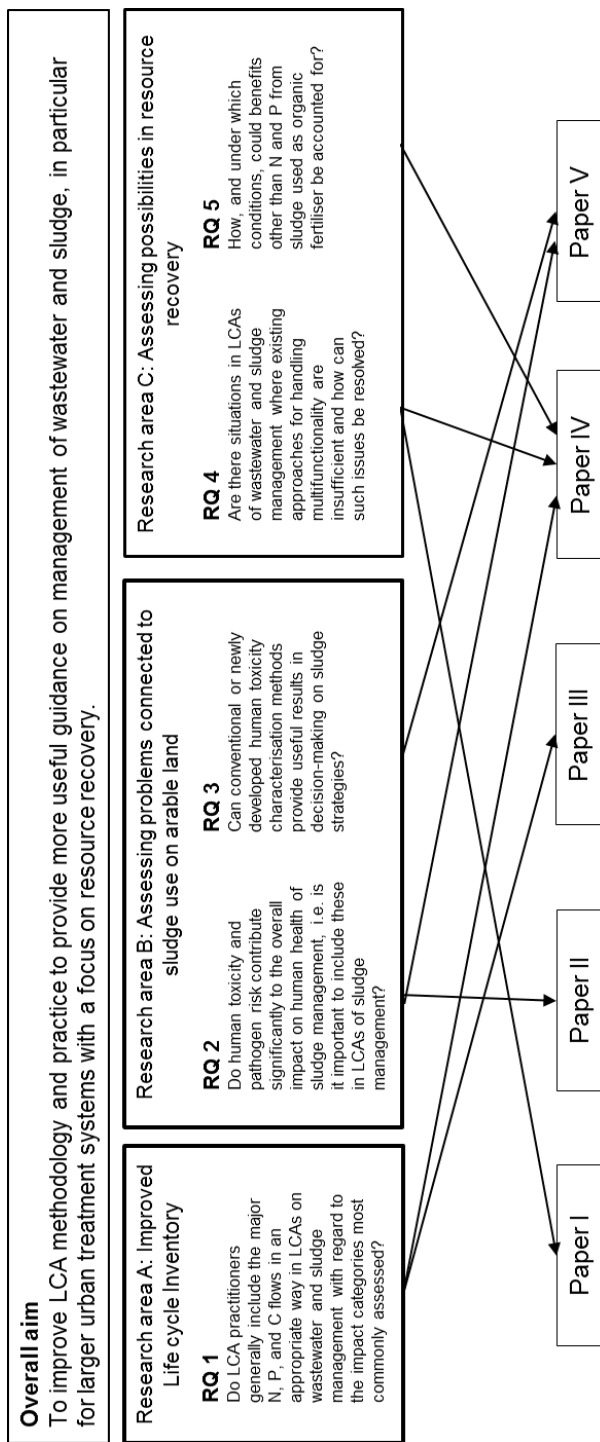 Overall aim
To improve LCA methodology and practice to provide more useful guidance on management of wastewater and sludge, in particular
for larger urban treatment systems with a focus on resource recovery.
Research area A: Improved
Life cycle Inventory
RQ 1
Do LCA practitioners
generally include the major
N, P, and C flows in an
appropriate way in LCAs on
wastewater and sludge
management with regard to
the impact categories most
commonly assessed?
Research area B: Assessing problems connected to
sludge use on arable land
RQ 2
Do human toxicity and
pathogen risk contribute
significantly to the overall
impact on human health of
sludge management, i.e. is
it important to include these
in LCAs of sludge
management?
RQ 3
Can conventional or newly
developed human toxicity
characterisation methods
provide useful results in
decision-making on sludge
strategies?
Research area C: Assessing possibilities in resource
recovery
RQ 4
Are there situations in LCAs
of wastewater and sludge
management where existing
approaches for handling
multifunctionality are
insufficient and how can
such issues be resolved?
RQ 5
How, and under which
conditions, could benefits
other than N and P from
sludge used as organic
fertiliser be accounted for?
Paper I
Paper II
Paper III
Paper IV
Paper V